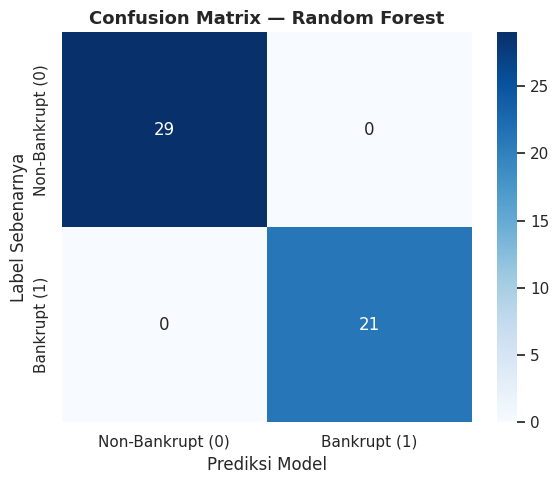 Confusion Matrix — Random Forest
Label Sebenarnya
Non-Bankrupt (0)
29
0
Bankrupt (1)
0
21
Non-Bankrupt (0)
Bankrupt (1)
Prediksi Model
25
20
15
10
5
0